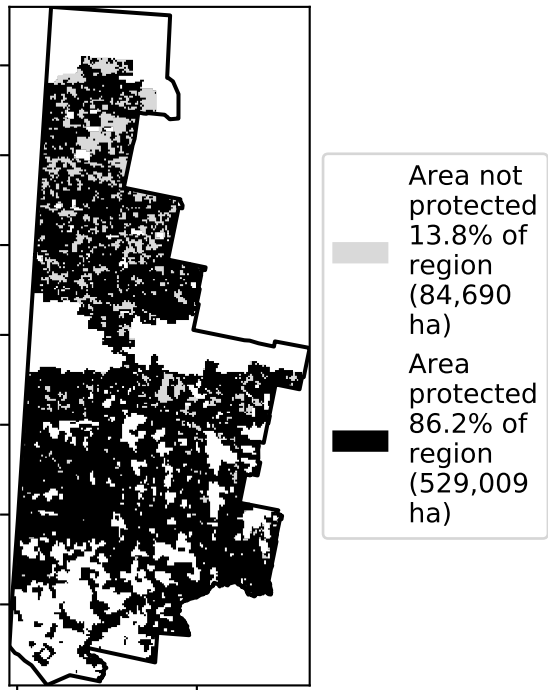 Area not
protected
13.8% of
region
(84,690
ha)
Area
protected
86.2% of
region
(529,009
ha)